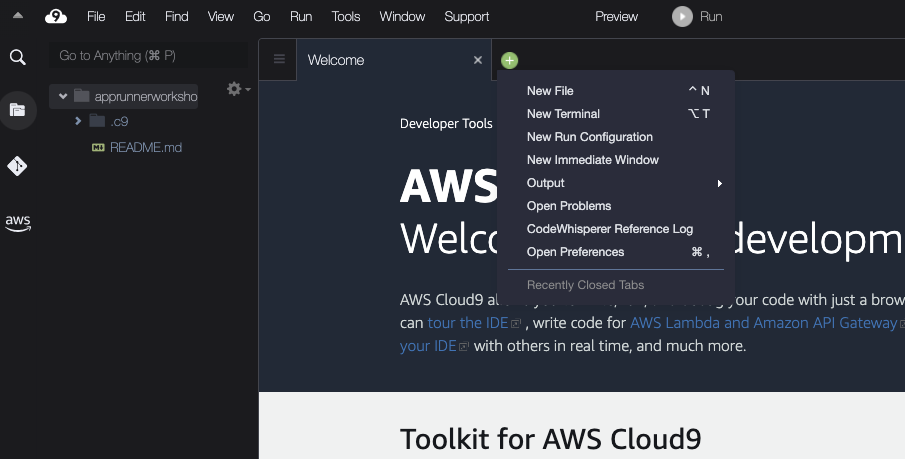 9 File Edit Find View Go Run Tools Window Support Preview Run
Go to Anything (⌘ P)
Welcome
apprunnerworksho
.c9
README.md
aws
New File ^ N
New Terminal ⌥ T
New Run Configuration
New Immediate Window
Output
Open Problems
CodeWhisperer Reference Log
Open Preferences ⌘ ,
Recently Closed Tabs
Developer Tools
AWS
developm
AWS Cloud9 your code with just a brow
can tour the IDE , write code for AWS Lambda and Amazon API Gateway
your IDE with others in real time, and much more.
Toolkit for AWS Cloud9